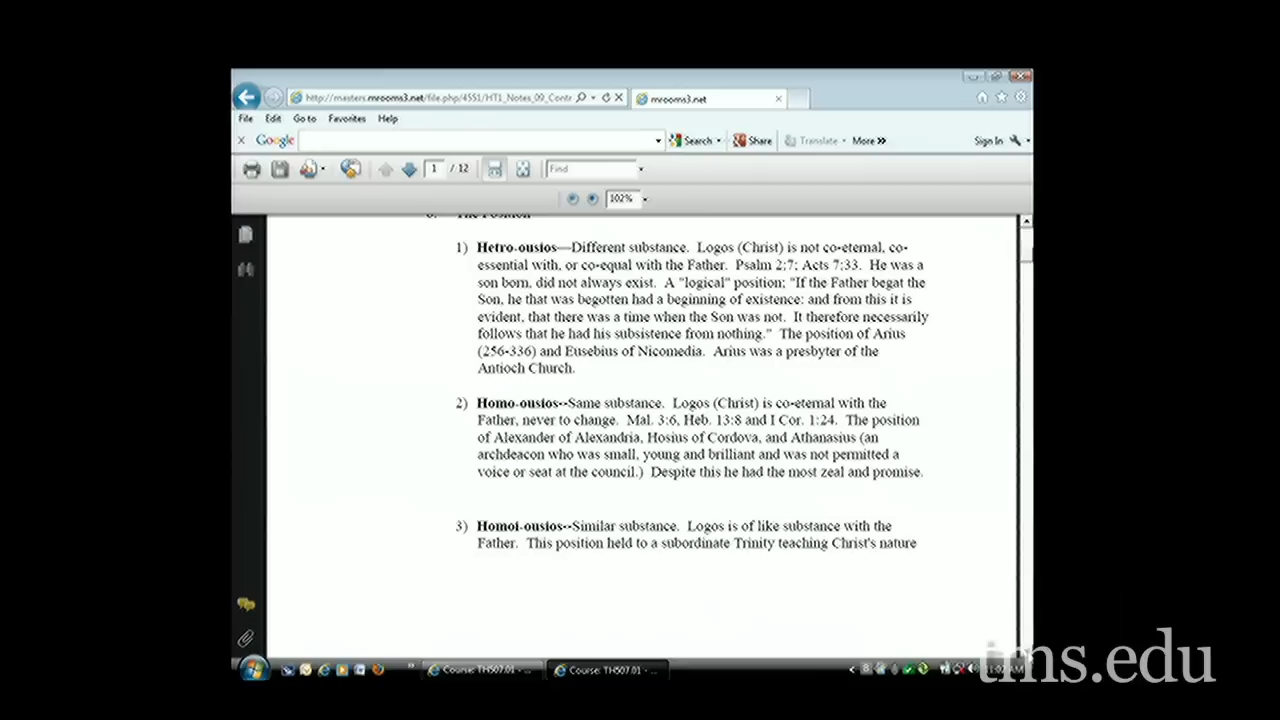 http://masters.mrooms3.net/file.php/4551/HT1_Notes_09_Contr
mrooms3.net
File Edit Go to Favorites Help
X Google Search Share Translate More » Sign In
1 / 12 Find
102%
The Position
1) Hetro-ousios—Different substance. Logos (Christ) is not co-eternal, co-
essential with, or co-equal with the Father. Psalm 2:7; Acts 7:33. He was a
son born, did not always exist. A "logical" position; "If the Father begat the
Son, he that was begotten had a beginning of existence: and from this it is
evident, that there was a time when the Son was not. It therefore necessarily
follows that he had his subsistence from nothing." The position of Arius
(256-336) and Eusebius of Nicomedia. Arius was a presbyter of the
Antioch Church.
2) Homo-ousios--Same substance. Logos (Christ) is co-eternal with the
Father, never to change. Mal. 3:6, Heb. 13:8 and I Cor. 1:24. The position
of Alexander of Alexandria, Hosius of Cordova, and Athanasius (an
archdeacon who was small, young and brilliant and was not permitted a
voice or seat at the council.) Despite this he had the most zeal and promise.
3) Homoi-ousios--Similar substance. Logos is of like substance with the
Father. This position held to a subordinate Trinity teaching Christ's nature
Course: TH507.01 - ... Course: TH507.01 - ...
tms.edu